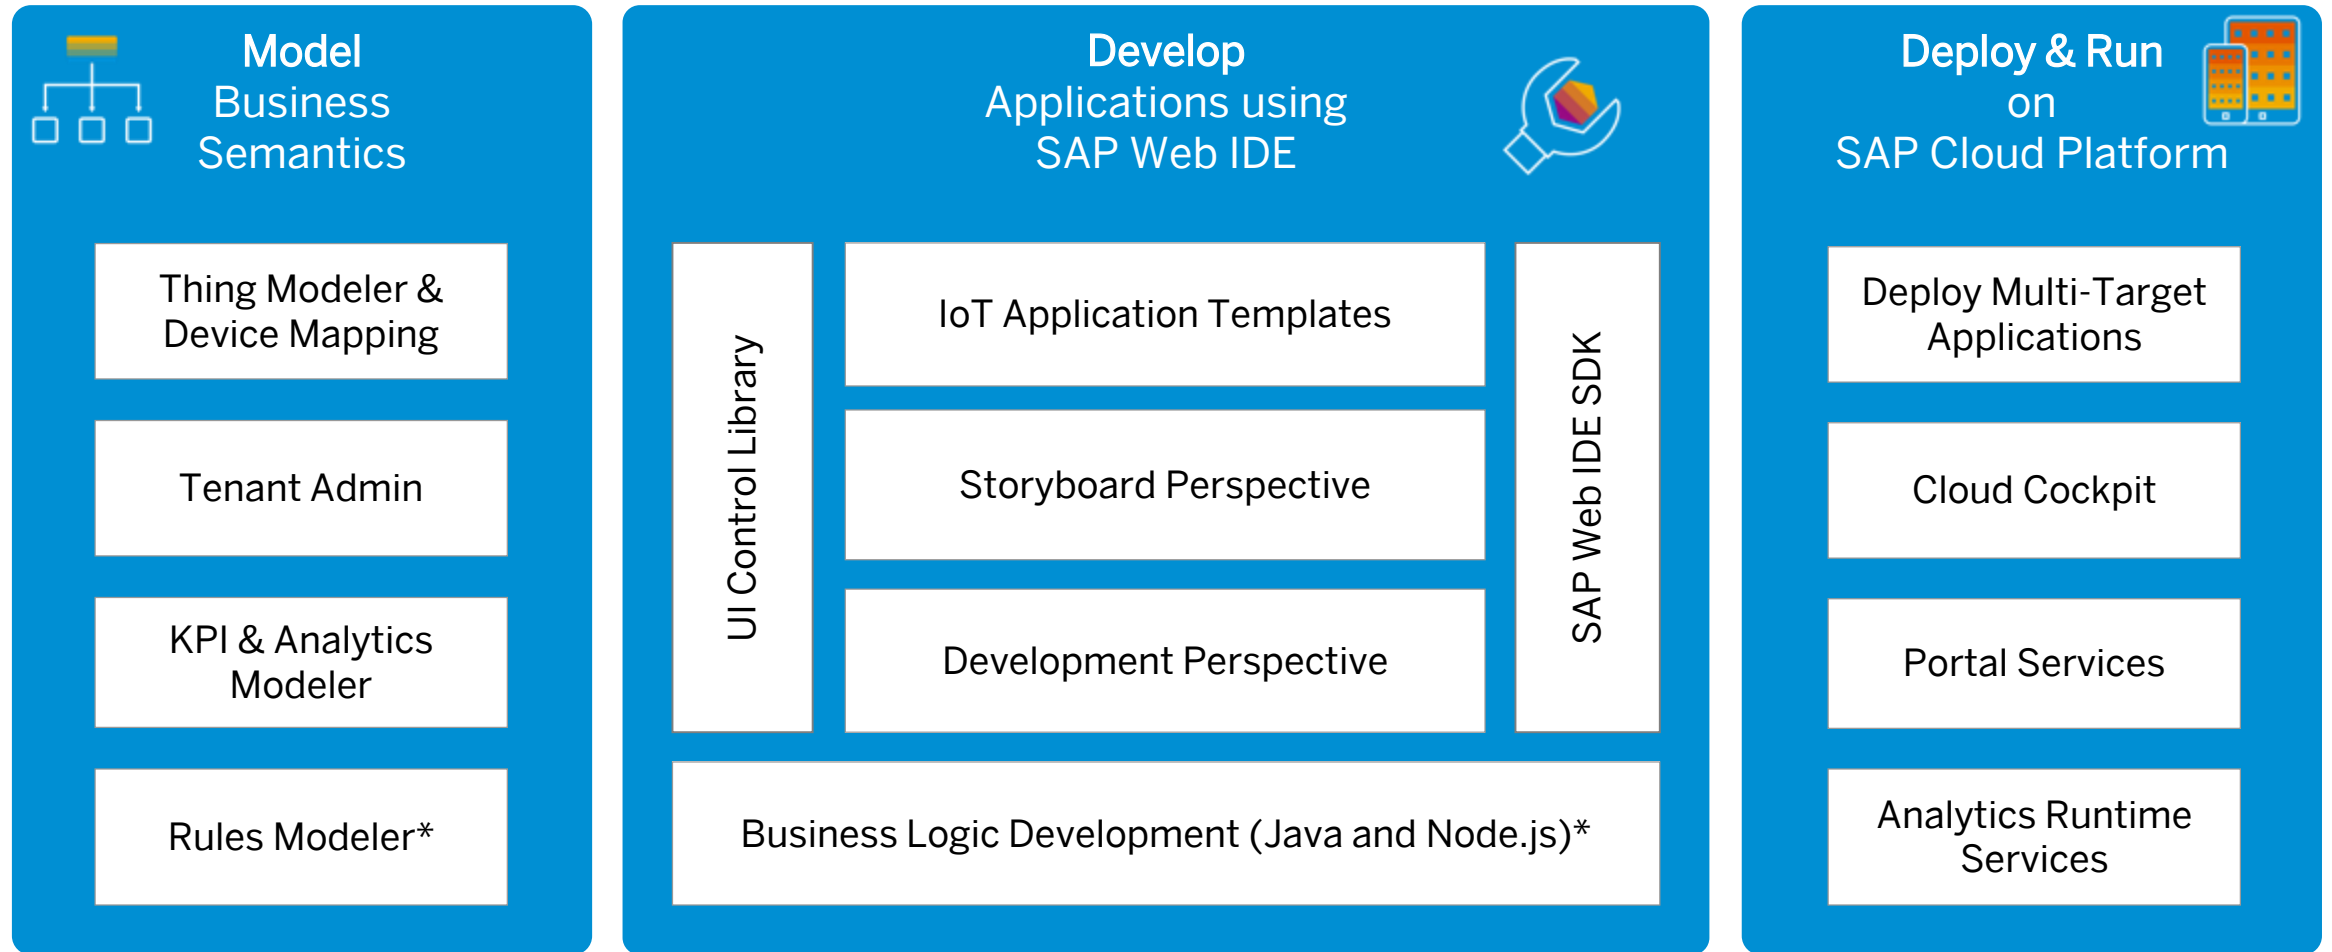 Model
Business
Semantics
Thing Modeler &
Device Mapping
Tenant Admin
KPI & Analytics
Modeler
Rules Modeler*
Develop
Applications using
SAP Web IDE
UI Control Library
IoT Application Templates
Storyboard Perspective
Development Perspective
SAP Web IDE SDK
Business Logic Development (Java and Node.js)*
Deploy & Run
on
SAP Cloud Platform
Deploy Multi-Target
Applications
Cloud Cockpit
Portal Services
Analytics Runtime
Services